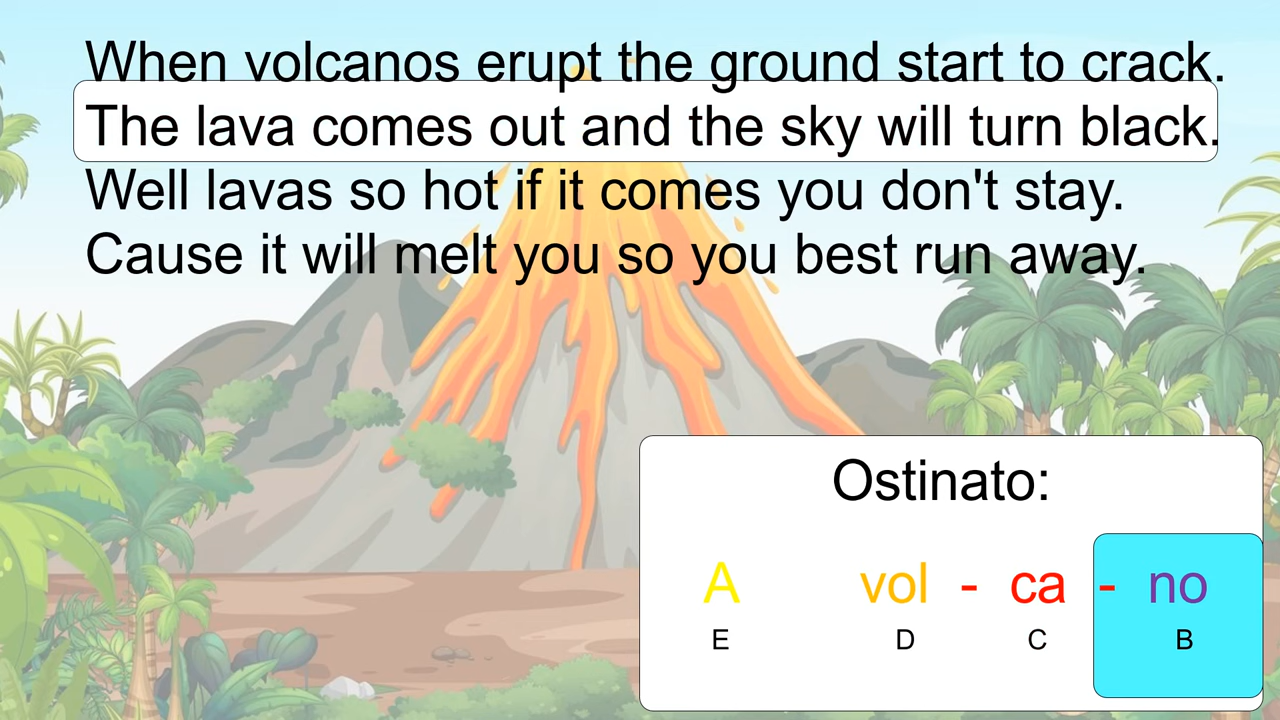 When volcanos erupt the ground start to crack.
The lava comes out and the sky will turn black.
Well lavas so hot if it comes you don't stay.
Cause it will melt you so you best run away.
Ostinato:
A vol - ca - no
E D C B